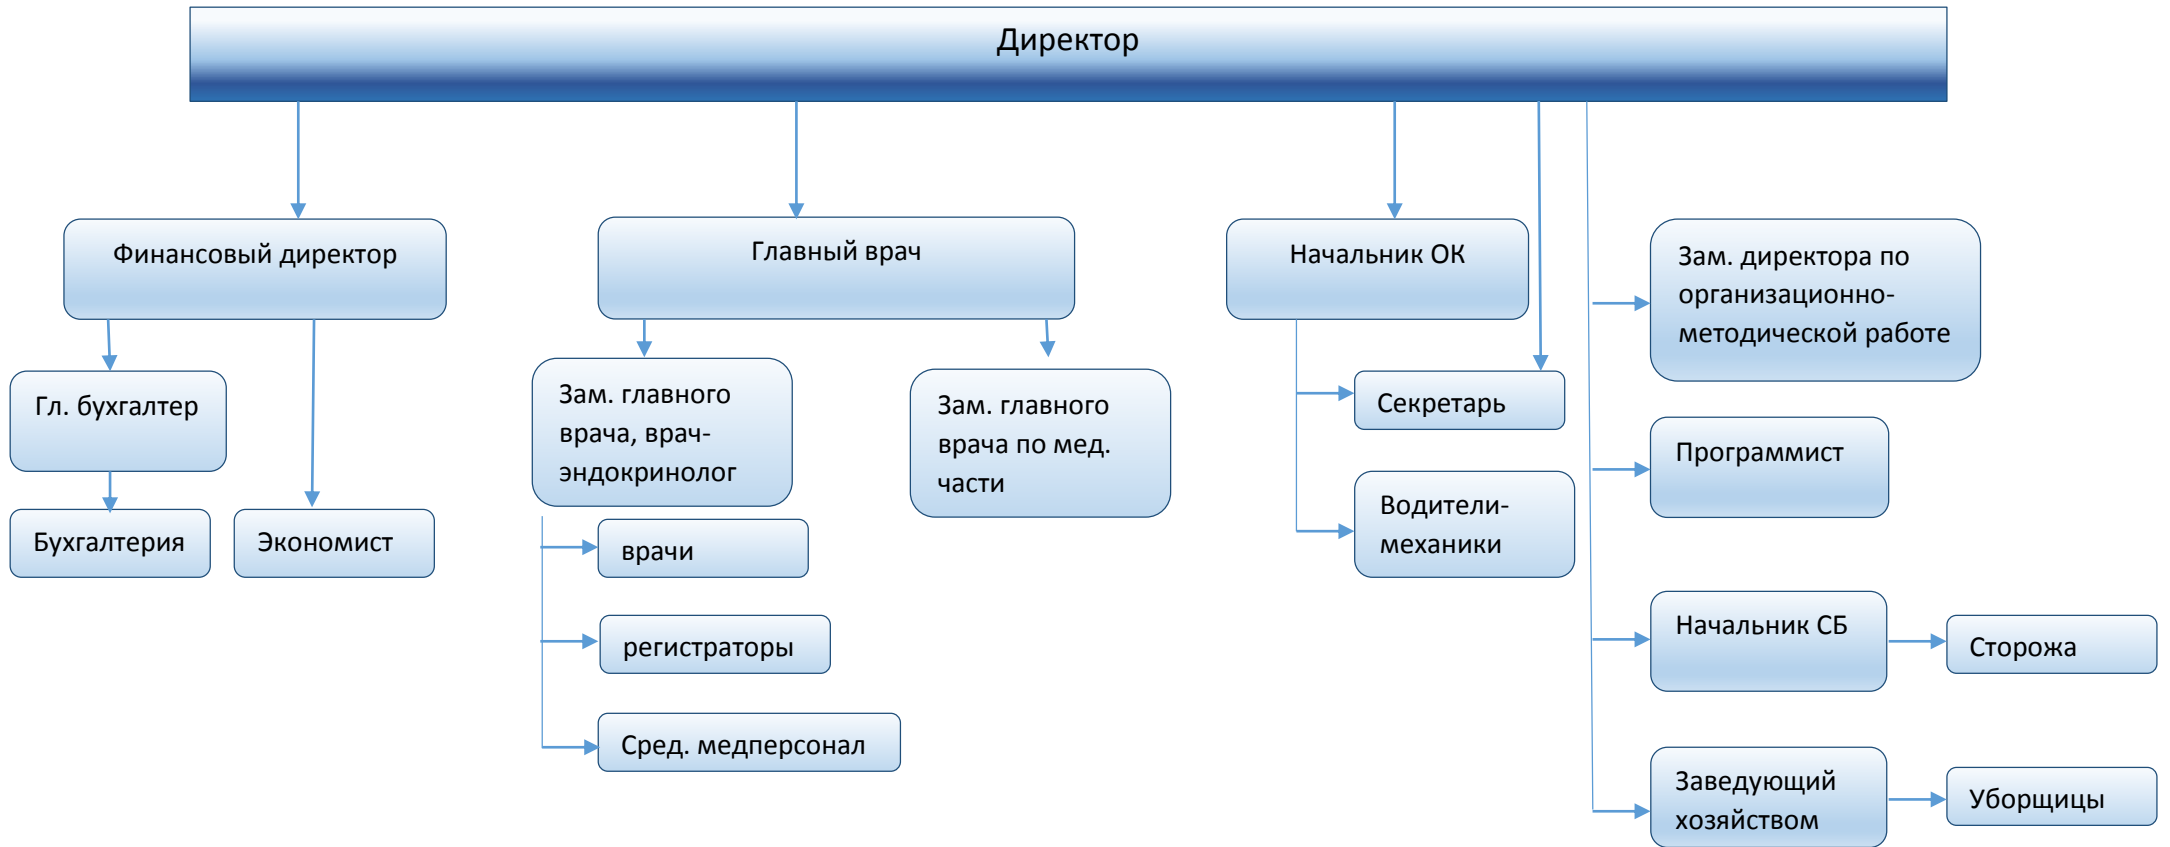 Директор
Финансовый директор
Главный врач
Начальник ОК
Зам. директора по
организационно-
методической работе
Гл. бухгалтер
Бухгалтерия
Экономист
Зам. главного
врача, врач-
эндокринолог
Зам. главного
врача по мед.
части
врачи
регистраторы
Сред. медперсонал
Секретарь
Водители-
механики
Программист
Начальник СБ
Сторожа
Заведующий
хозяйством
Уборщицы